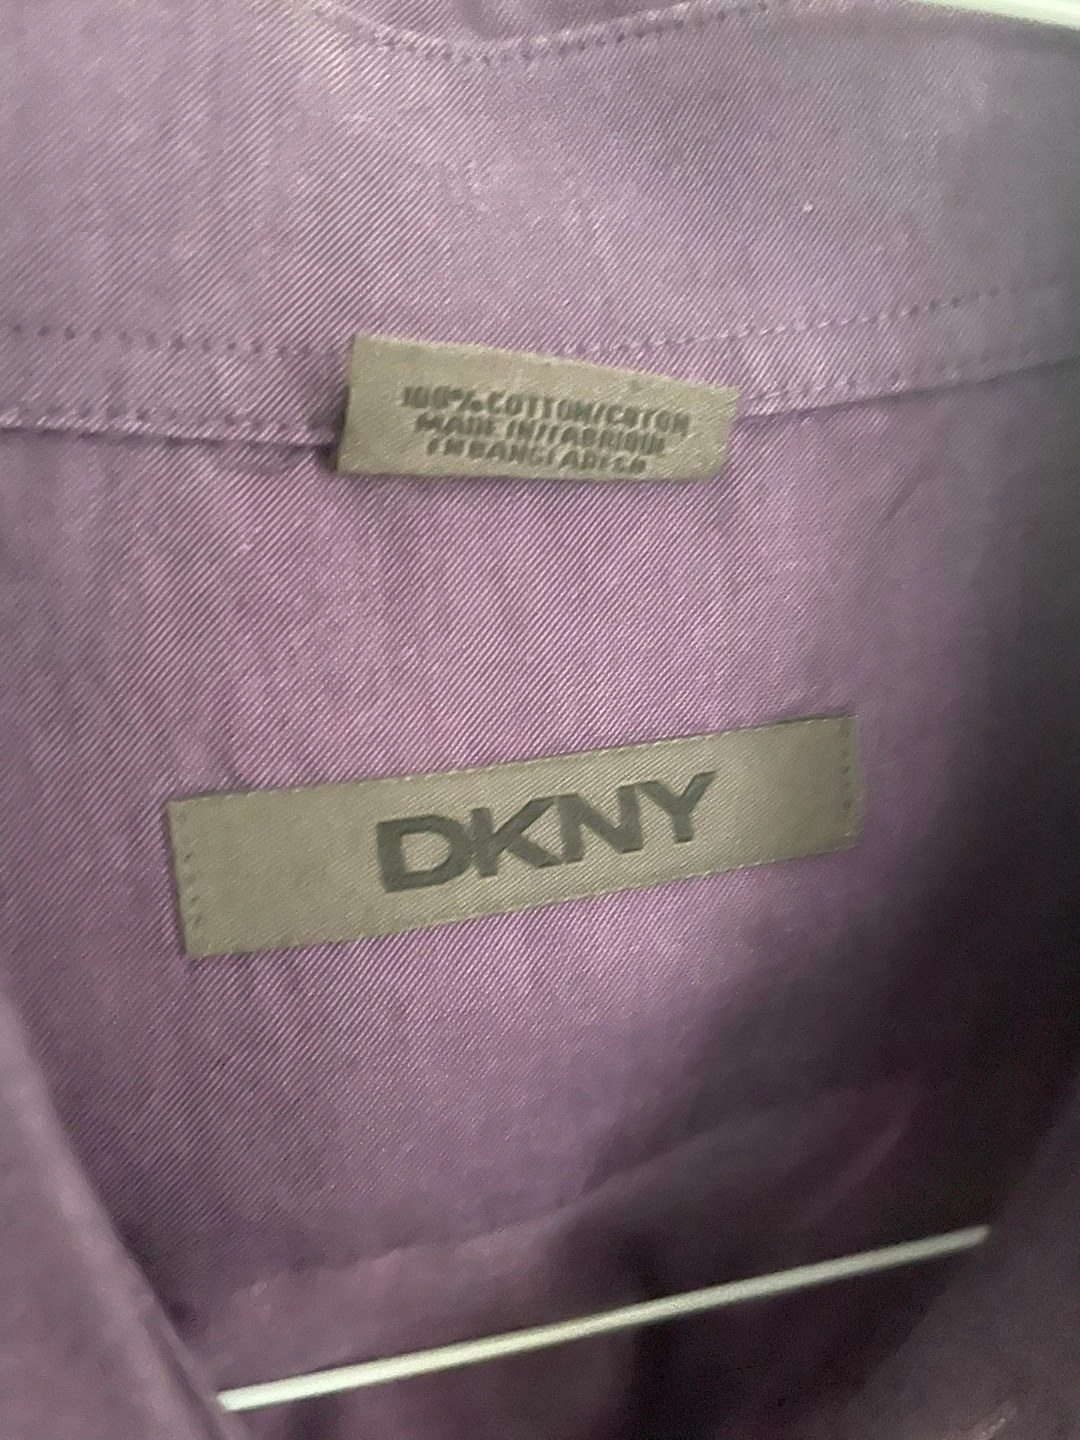 100% COTTON/COTON
MADE IN/FABRIQUE
EN BANGLADESH
DKNY